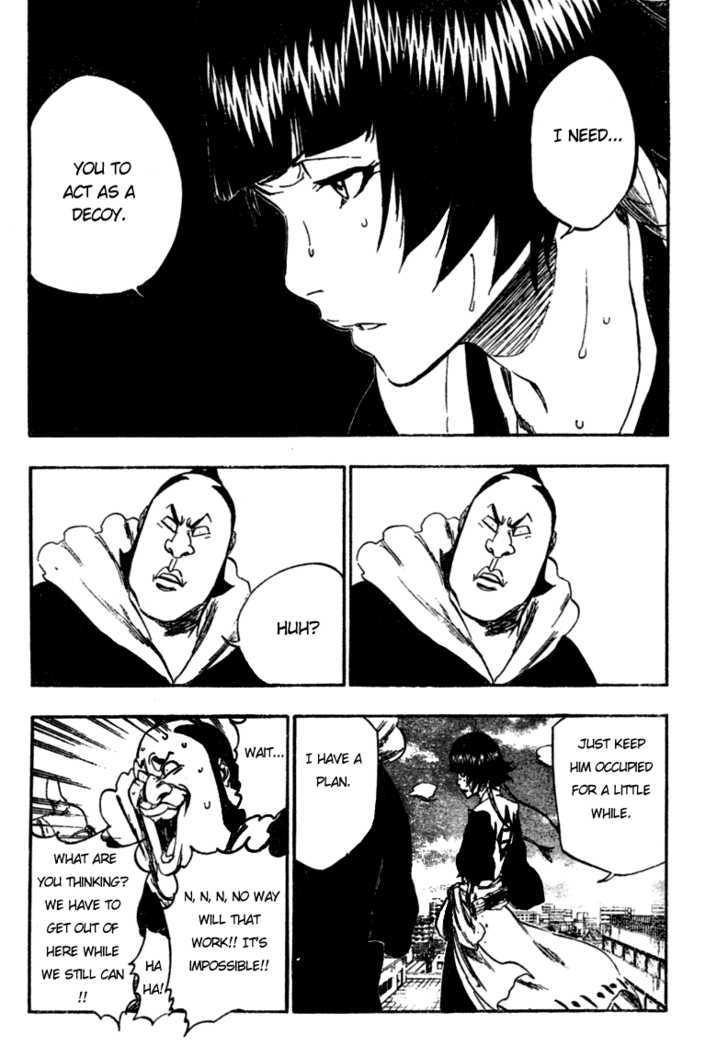 I NEED...
YOU TO
ACT AS A
DECOY.
HUH?
JUST KEEP
HIM OCCUPIED
FOR A LITTLE
WHILE.
I HAVE A
PLAN.
WAIT...
N, N, N, NO WAY
WILL THAT
WORK!! IT'S
IMPOSSIBLE!!
HA
HA!
WHAT ARE
YOU THINKING?
WE HAVE TO
GET OUT OF
HERE WHILE
WE STILL CAN
!!